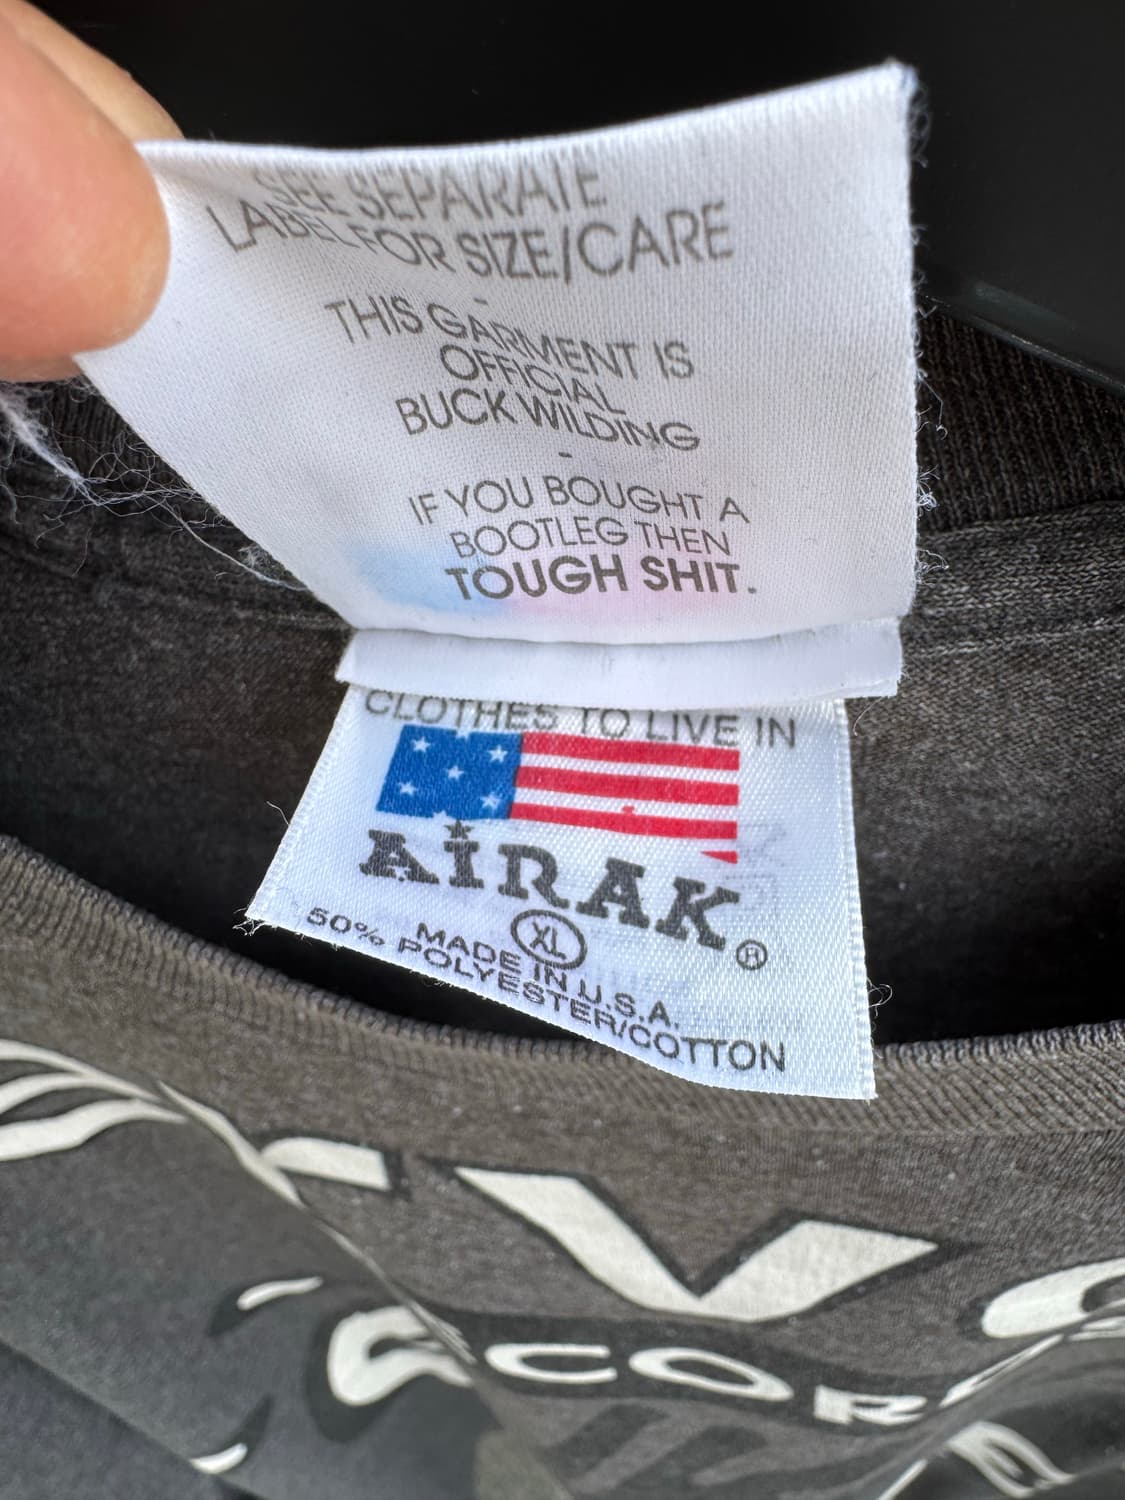 SEE SEPARATE
LABEL FOR SIZE/CARE
-
THIS GARMENT IS
OFFICIAL
BUCK WILDING
-
IF YOU BOUGHT A
BOOTLEG THEN
TOUGH SHIT.
CLOTHES TO LIVE IN
AIRAK®
XL
MADE IN U.S.A.
50% POLYESTER/COTTON